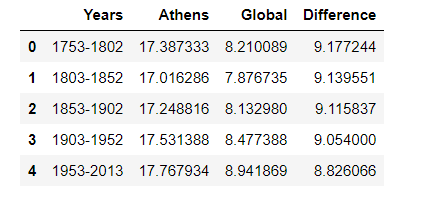 Years Athens Global Difference
0 1753-1802 17.387333 8.210089 9.177244
1 1803-1852 17.016286 7.876735 9.139551
2 1853-1902 17.248816 8.132980 9.115837
3 1903-1952 17.531388 8.477388 9.054000
4 1953-2013 17.767934 8.941869 8.826066